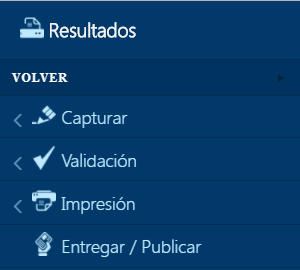 Resultados
VOLVER
Capturar
Validación
Impresión
Entregar / Publicar